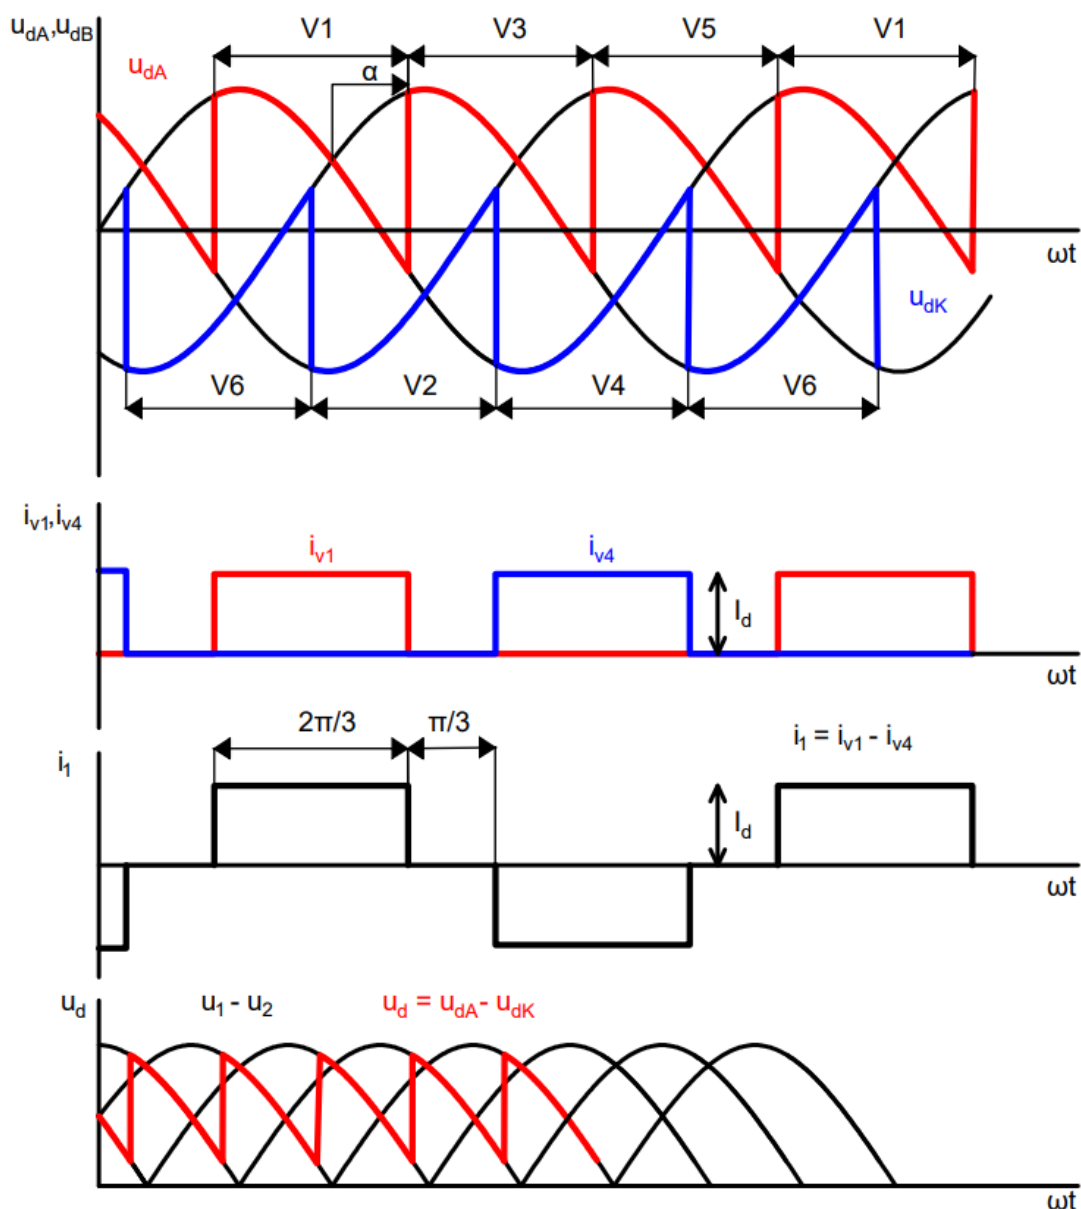 u_dA,u_dB
V1 V3 V5 V1
u_dA
α
ωt
u_dK
V6 V2 V4 V6
i_v1,i_v4
i_v1 i_v4
I_d
ωt
2π/3 π/3
i_1 = i_v1 - i_v4
i_1
I_d
ωt
u_d u_1 - u_2 u_d = u_dA- u_dK
ωt